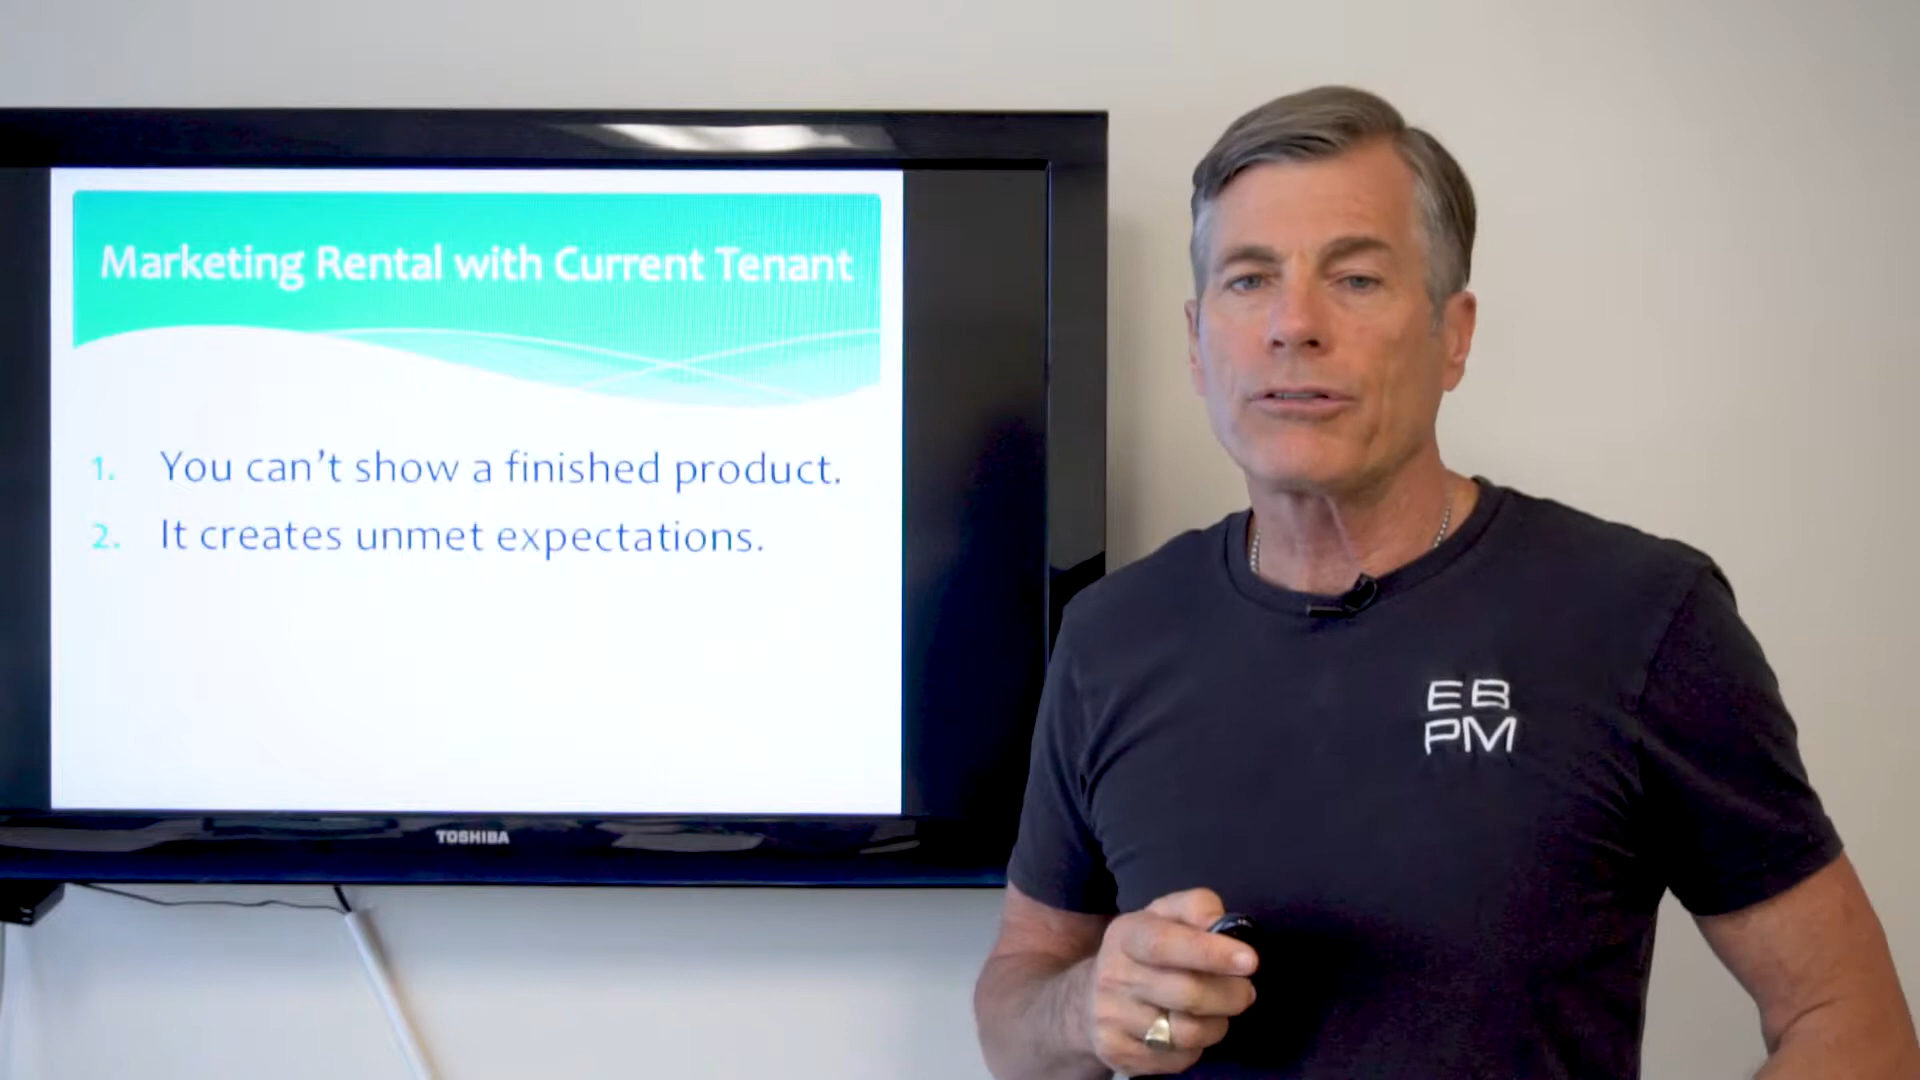 Marketing Rental with Current Tenant
1. You can't show a finished product.
2. It creates unmet expectations.
TOSHIBA
EB
PM